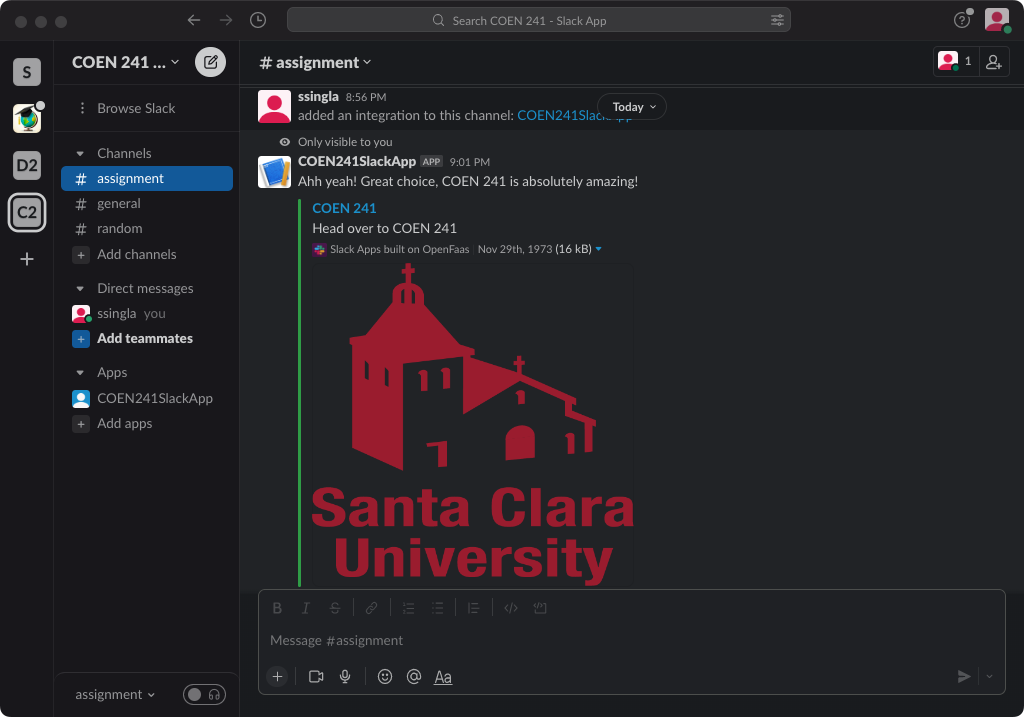 Search COEN 241 - Slack App
S
D2
C2
COEN 241 ...
Browse Slack
Channels
# assignment
# general
# random
+ Add channels
Direct messages
ssingla you
+ Add teammates
Apps
COEN241SlackApp
+ Add apps
assignment
# assignment
1
ssingla 8:56 PM
Today
added an integration to this channel: COEN241SlackApp
Only visible to you
COEN241SlackApp APP 9:01 PM
Ahh yeah! Great choice, COEN 241 is absolutely amazing!
COEN 241
Head over to COEN 241
Slack Apps built on OpenFaas Nov 29th, 1973 (16 kB)
Santa Clara
University
B I S
Message #assignment
+ @ Aa